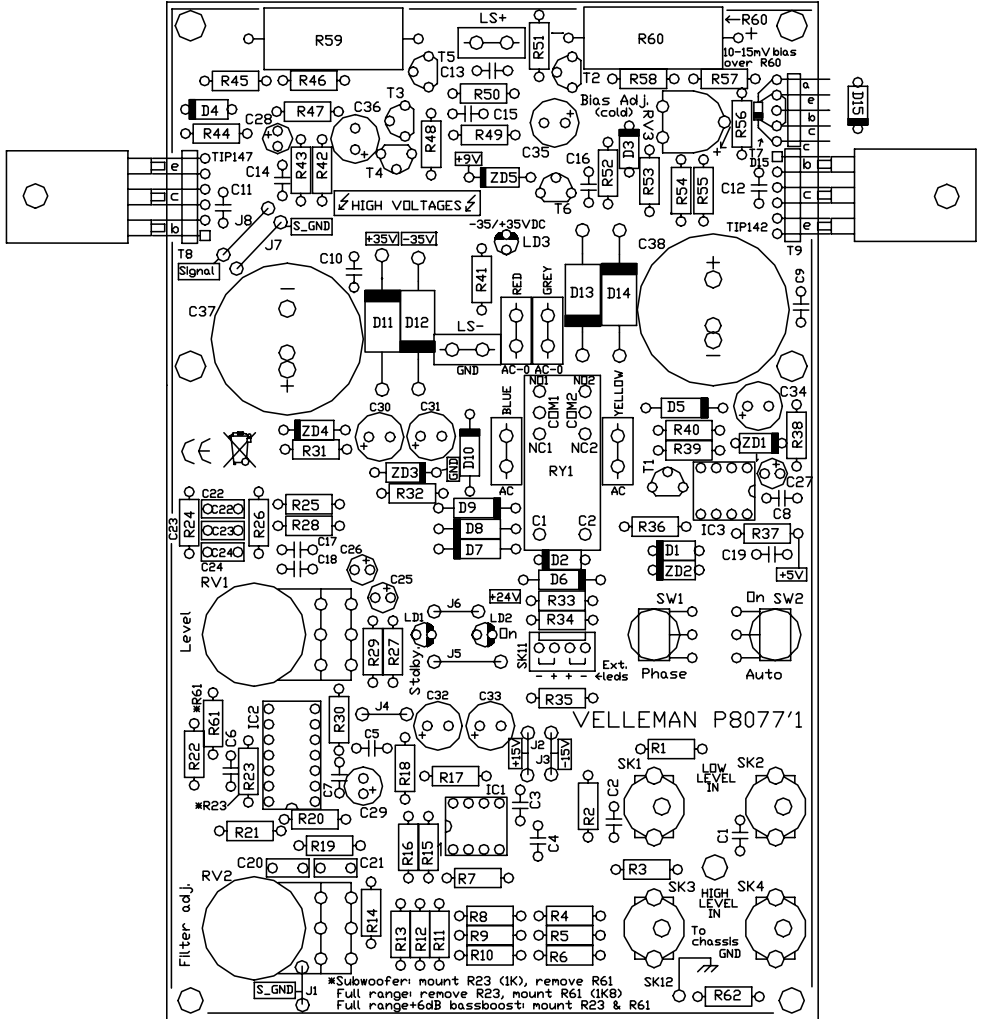 R59
LS+
R51
R60
←R60
+
10-15mV bias
over R60
T5
C13
T2
R58
R57
R45
R46
R50
T3
C36
Bias Adj.
(cold)
RV3
a
e
b
c
c
D15
D4
R47
C28
R48
C15
R49
C35
D3
R56
T7
D15
R44
TIP147
R43
R42
T4
+9V
ZD5
C16
R52
R53
R54
R55
C12
b
c
e
e
c
b
C14
C11
HIGH VOLTAGES
T6
TIP142
T8
J8
J7
S_GND
Signal
-35/+35VDC
LD3
C38
T9
+35V
-35V
C10
R41
RED
GREY
D13
D14
C9
C37
D11
D12
LS-
GND
AC-0
AC-0
NO1
NO2
COM1
COM2
NC1
NC2
RY1
C1
C2
BLUE
AC
YELLOW
AC
C34
D5
R40
R39
ZD1
R38
T1
C27
C8
IC3
C30
C31
ZD4
R31
ZD3
GND
D10
R32
CE
C22
C22
C23
C23
C24
C24
R24
R26
R25
R28
C17
C18
C26
C25
D9
D8
D7
R36
R37
D1
ZD2
C19
+5V
D2
D6
+24V
R33
R34
RV1
Level
R29
R27
J6
LD1
LD2
On
Stdby.
J5
SK11
- + + -
Ext.
←leds
SW1
Phase
On
SW2
Auto
R35
VELLEMAN P8077'1
*R61
R61
R22
C6
R23
*R23
IC2
R30
J4
C5
C7
C29
C32
C33
R18
R17
+15V
J2
J3
-15V
IC1
C3
C4
R1
SK1
LOW
LEVEL
IN
SK2
R2
C2
C1
R20
R21
R19
C20
C21
R16
R15
R7
R3
RV2
Filter adj.
R14
R13
R12
R11
R8
R9
R10
R4
R5
R6
SK3
HIGH
LEVEL
IN
SK4
To
chassis
GND
SK12
R62
S_GND
J1
*Subwoofer: mount R23 (1K), remove R61
Full range: remove R23, mount R61 (1K8)
Full range+6dB bassboost: mount R23 & R61